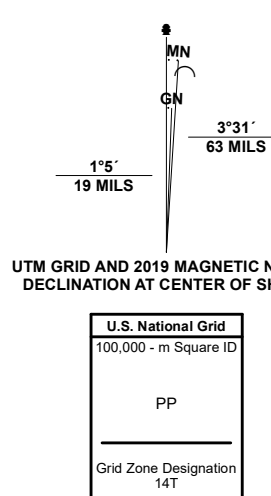 MN
GN
3°31´
63 MILS
1°5´
19 MILS
UTM GRID AND 2019 MAGNETIC N
DECLINATION AT CENTER OF SH
U.S. National Grid
100,000 - m Square ID
PP
Grid Zone Designation
14T